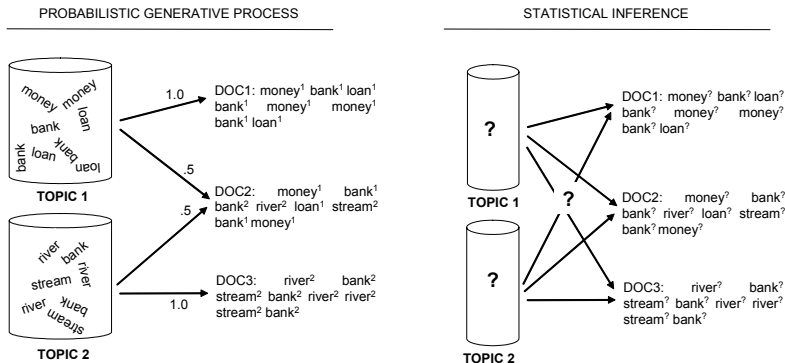 PROBABILISTIC GENERATIVE PROCESS
money
money
loan
bank
bank
loan
bank
loan
TOPIC 1
1.0
.5
DOC1: money¹ bank¹ loan¹
bank¹ money¹ money¹
bank¹ loan¹
DOC2: money¹ bank¹
bank² river² loan¹ stream²
bank¹ money¹
river
bank
stream
river
river
bank
stream
TOPIC 2
.5
1.0
DOC3: river² bank²
stream² bank² river² river²
stream² bank²
STATISTICAL INFERENCE
?
TOPIC 1
?
TOPIC 2
?
DOC1: money? bank? loan?
bank? money? money?
bank? loan?
DOC2: money? bank?
bank? river? loan? stream?
bank? money?
DOC3: river? bank?
stream? bank? river? river?
stream? bank?